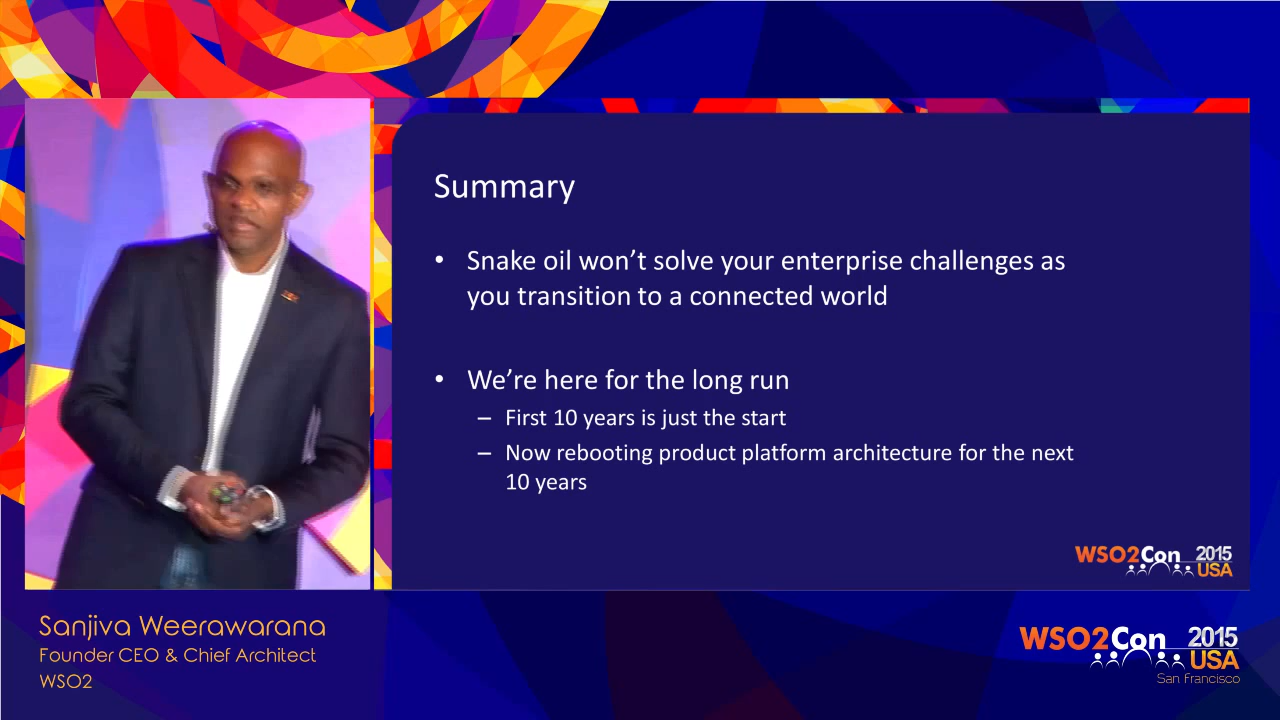 Summary
• Snake oil won’t solve your enterprise challenges as
you transition to a connected world
• We’re here for the long run
– First 10 years is just the start
– Now rebooting product platform architecture for the next
10 years
WSO2Con 2015
USA
Sanjiva Weerawarana
Founder CEO & Chief Architect
WSO2
WSO2Con 2015
USA
San Francisco